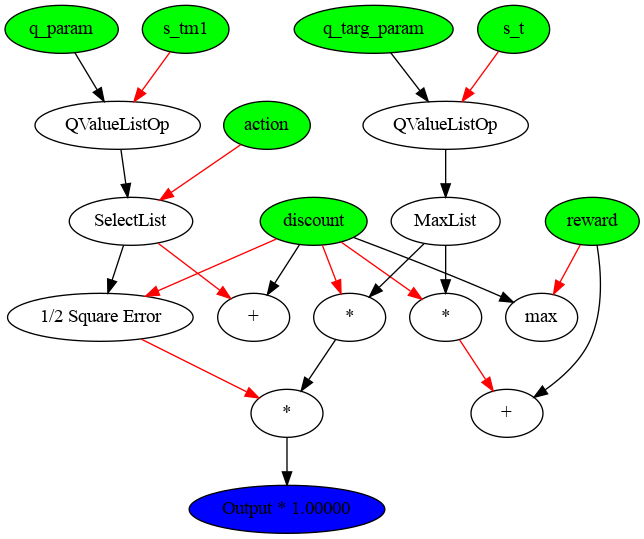 q_param
s_tm1
q_targ_param
s_t
QValueListOp
action
QValueListOp
SelectList
discount
MaxList
reward
1/2 Square Error
+
*
*
max
*
+
Output * 1.00000